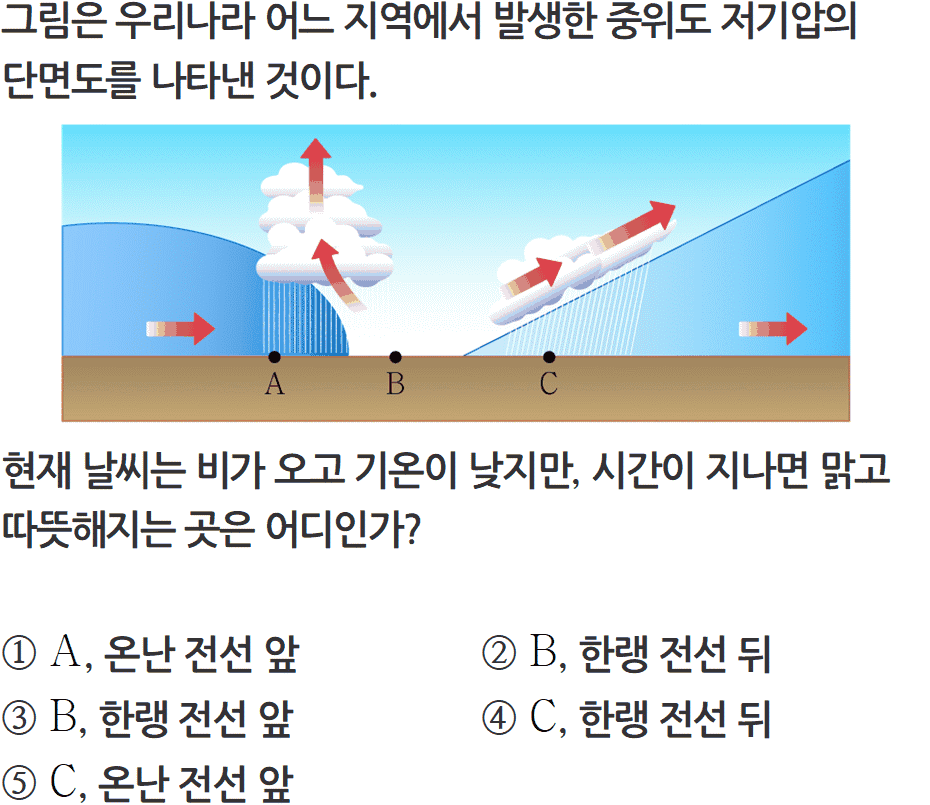 그림은 우리나라 어느 지역에서 발생한 중위도 저기압의
단면도를 나타낸 것이다.
A B C
현재 날씨는 비가 오고 기온이 낮지만, 시간이 지나면 맑고
따뜻해지는 곳은 어디인가?
① A, 온난 전선 앞 ② B, 한랭 전선 뒤
③ B, 한랭 전선 앞 ④ C, 한랭 전선 뒤
⑤ C, 온난 전선 앞